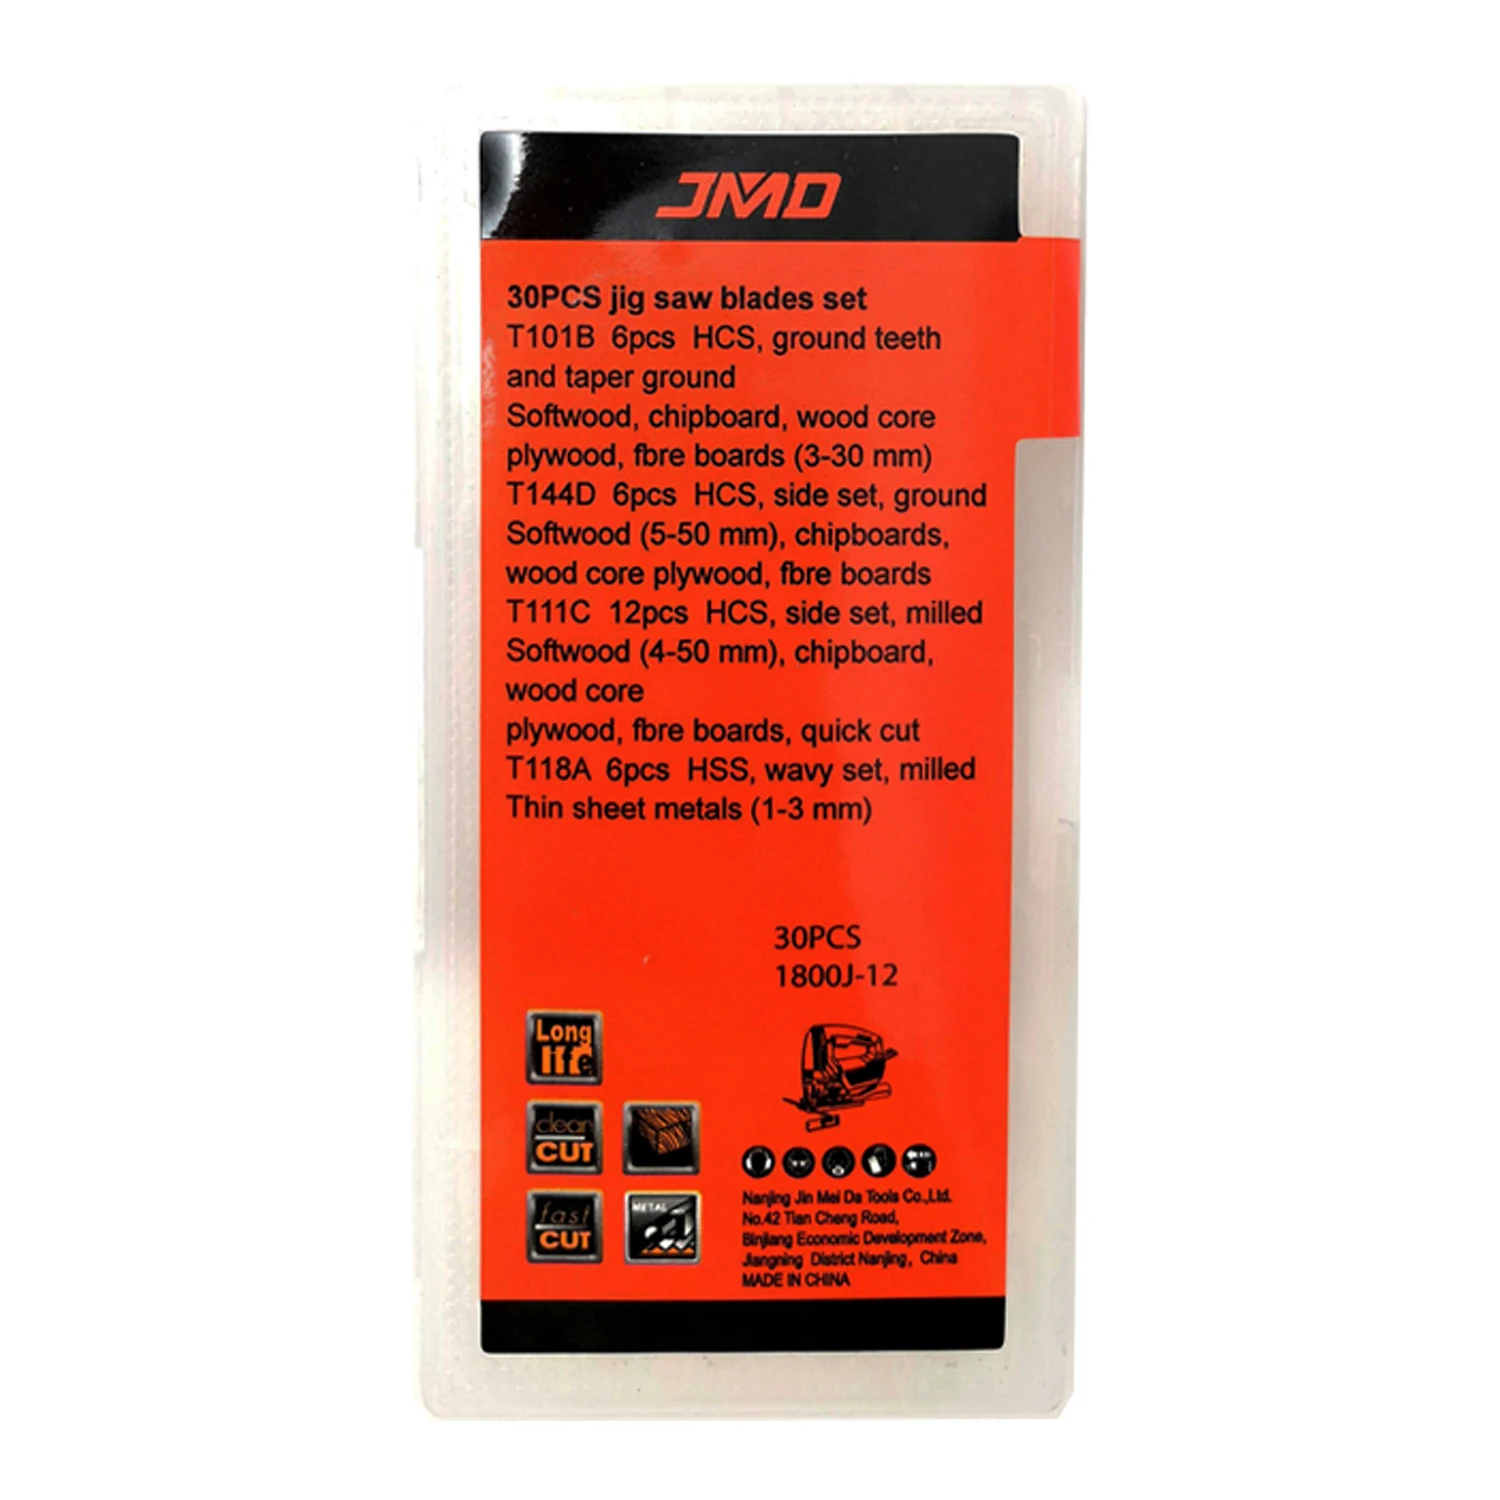 JMD
30PCS jig saw blades set
T101B 6pcs HCS, ground teeth
and taper ground
Softwood, chipboard, wood core
plywood, fbre boards (3-30 mm)
T144D 6pcs HCS, side set, ground
Softwood (5-50 mm), chipboards,
wood core plywood, fbre boards
T111C 12pcs HCS, side set, milled
Softwood (4-50 mm), chipboard,
wood core
plywood, fbre boards, quick cut
T118A 6pcs HSS, wavy set, milled
Thin sheet metals (1-3 mm)
30PCS
1800J-12
Long
life
clean
CUT
fast
CUT
METAL
Nanjing Jin Mei Da Tools Co.,Ltd.
No.42 Tian Cheng Road,
Binjiang Economic Development Zone,
Jiangning District Nanjing, China
MADE IN CHINA